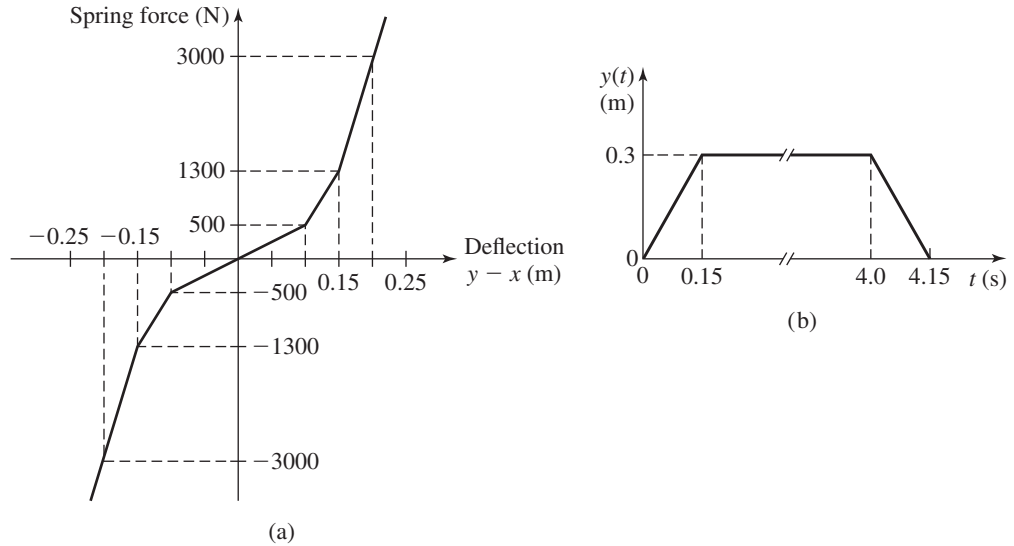 Spring force (N)
3000
1300
500
−0.25 −0.15
Deflection
y − x (m)
0.15 0.25
−500
−1300
−3000
(a)
y(t)
(m)
0.3
0
0 0.15 4.0 4.15 t (s)
(b)